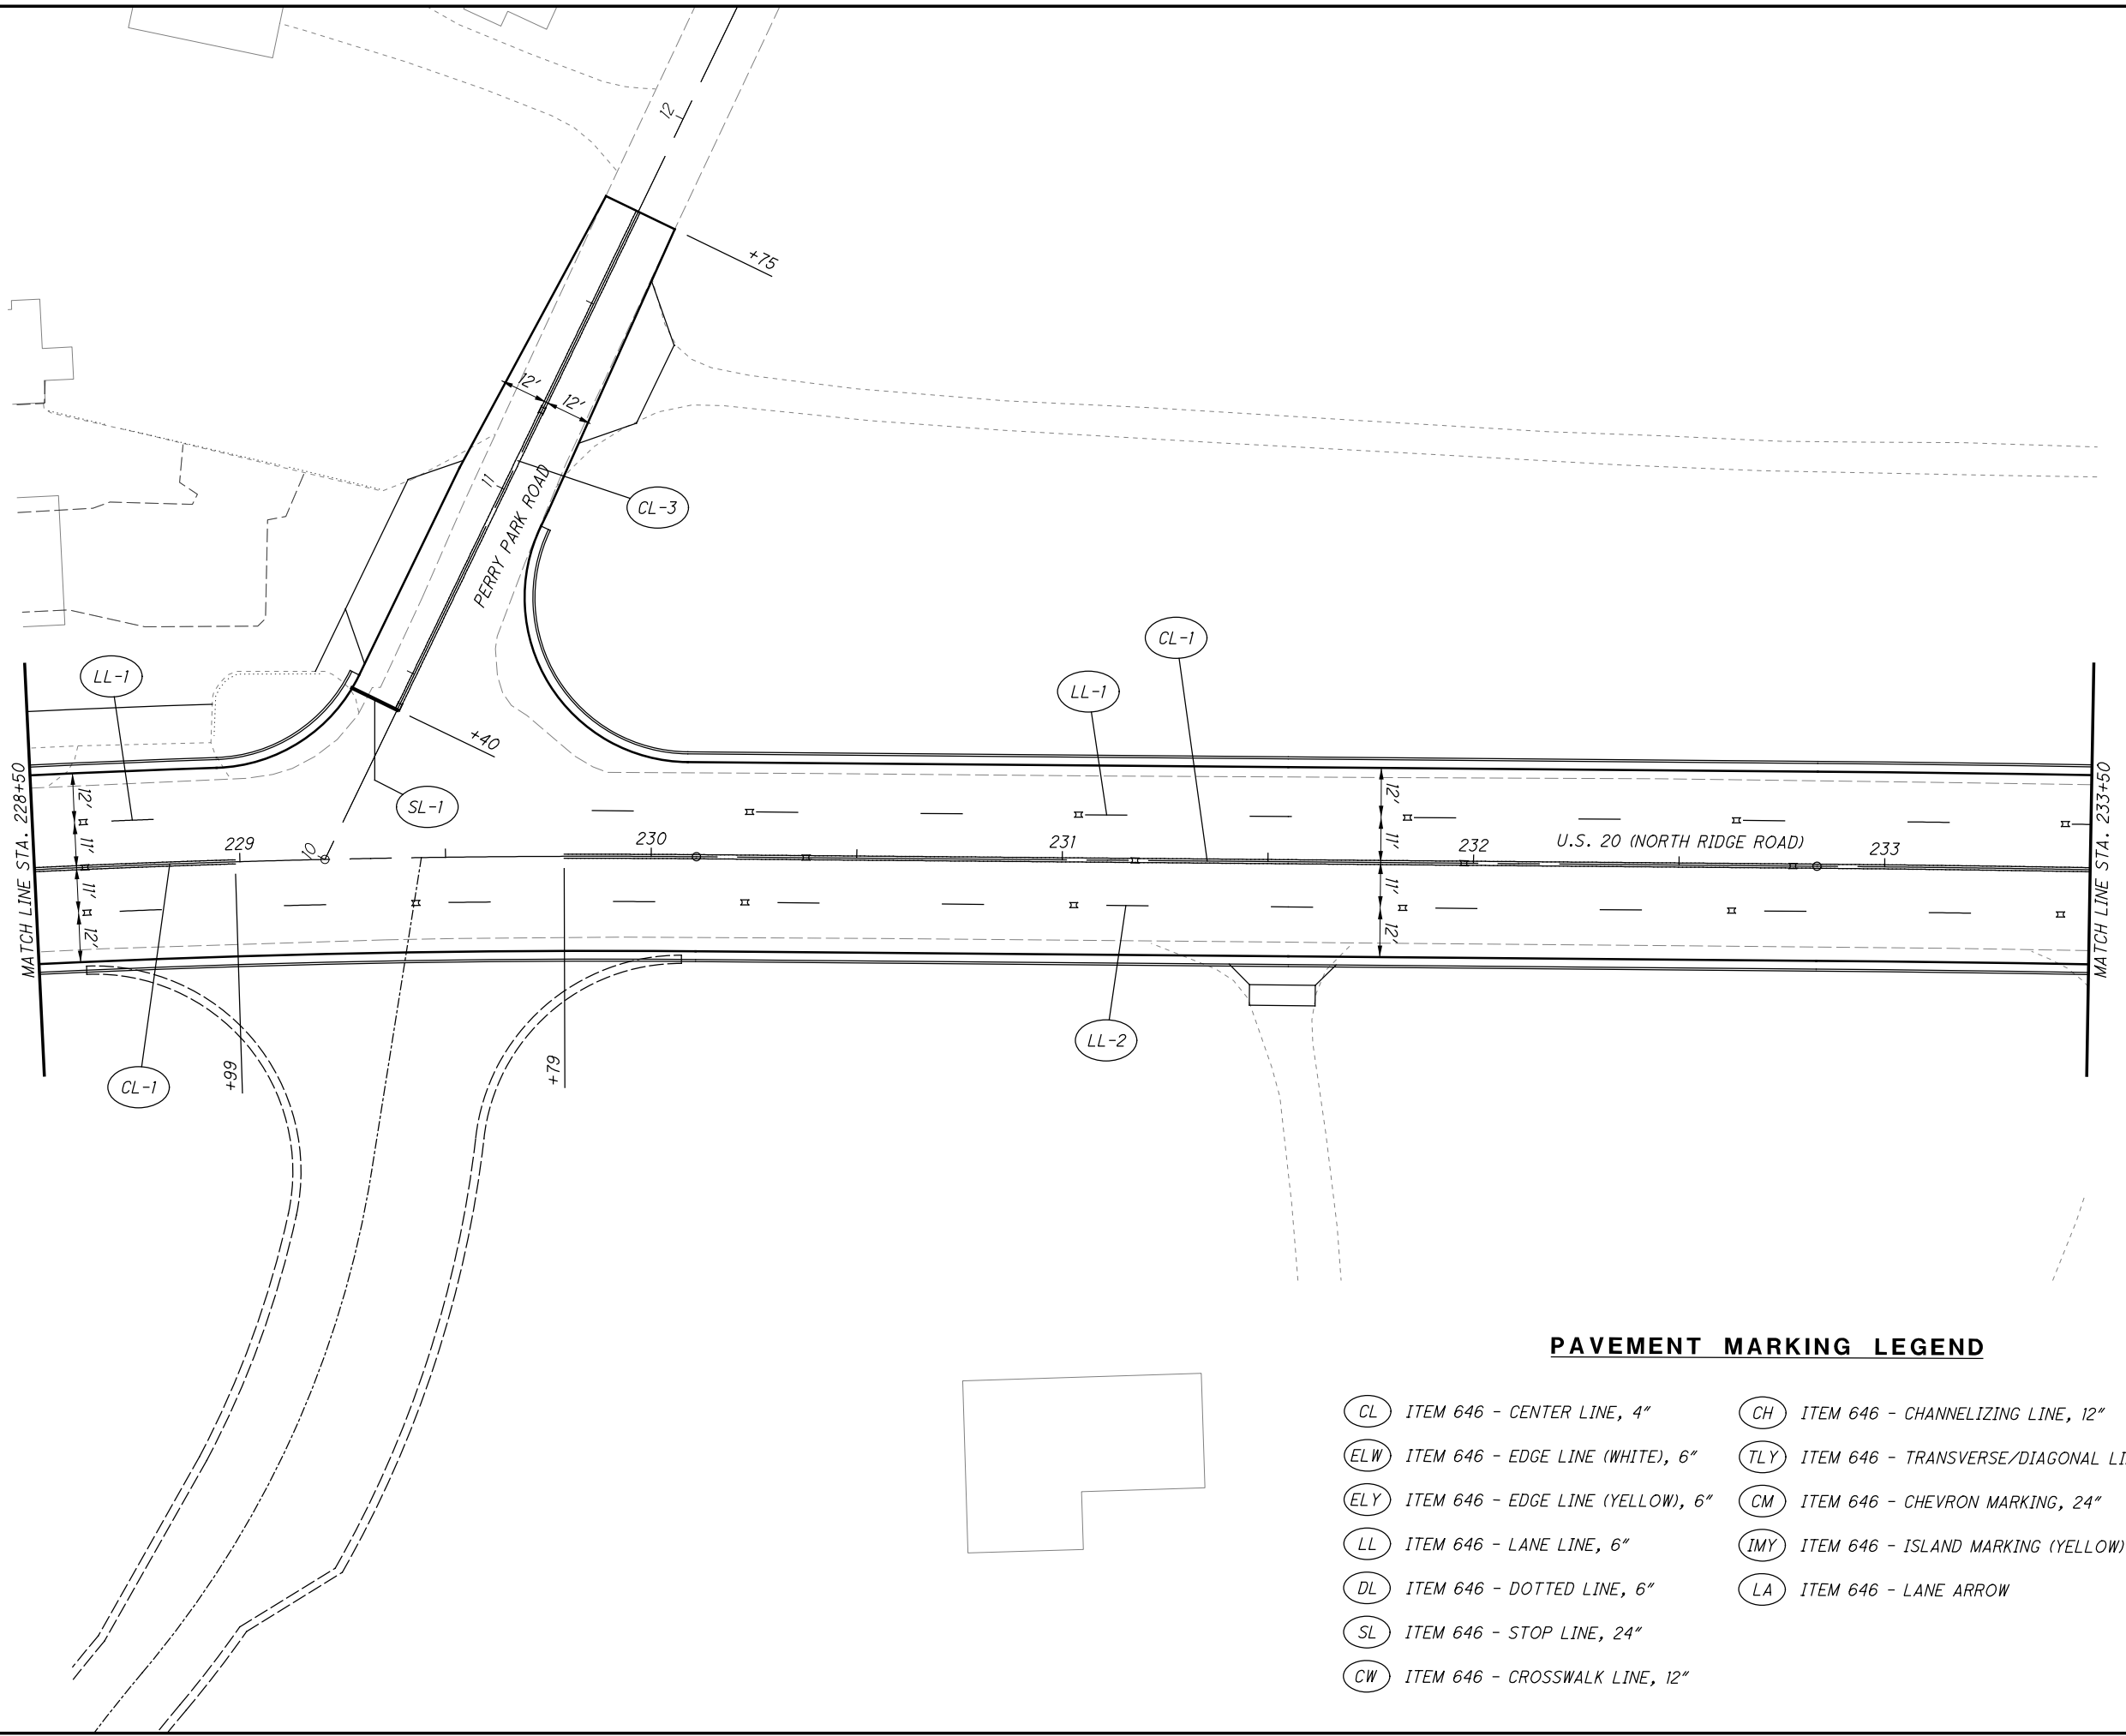 12
+75
12'
12'
11
CL-3
PERRY PARK ROAD
CL-1
LL-1
LL-1
+40
SL-1
MATCH LINE STA. 228+50
12'
11'
11'
12'
229
10
230
231
12'
11'
11'
12'
232
U.S. 20 (NORTH RIDGE ROAD)
233
MATCH LINE STA. 233+50
LL-2
CL-1
+99
+79
PAVEMENT MARKING LEGEND
CL ITEM 646 - CENTER LINE, 4"
ELW ITEM 646 - EDGE LINE (WHITE), 6"
ELY ITEM 646 - EDGE LINE (YELLOW), 6"
LL ITEM 646 - LANE LINE, 6"
DL ITEM 646 - DOTTED LINE, 6"
SL ITEM 646 - STOP LINE, 24"
CW ITEM 646 - CROSSWALK LINE, 12"
CH ITEM 646 - CHANNELIZING LINE, 12"
TLY ITEM 646 - TRANSVERSE/DIAGONAL
CM ITEM 646 - CHEVRON MARKING, 24"
IMY ITEM 646 - ISLAND MARKING (YELLOW)
LA ITEM 646 - LANE ARROW